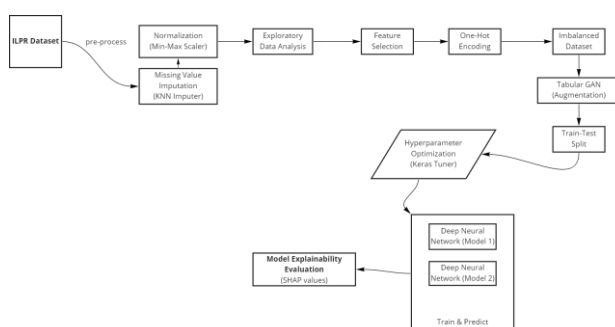 ILPR Dataset
pre-process
Normalization
(Min-Max Scaler)
Missing Value
Imputation
(KNN Imputer)
Exploratory
Data Analysis
Feature
Selection
One-Hot
Encoding
Imbalanced
Dataset
Tabular GAN
(Augmentation)
Train-Test
Split
Hyperparameter
Optimization
(Keras Tuner)
Deep Neural
Network (Model 1)
Deep Neural
Network (Model 2)
Train & Predict
Model Explainability
Evaluation
(SHAP values)